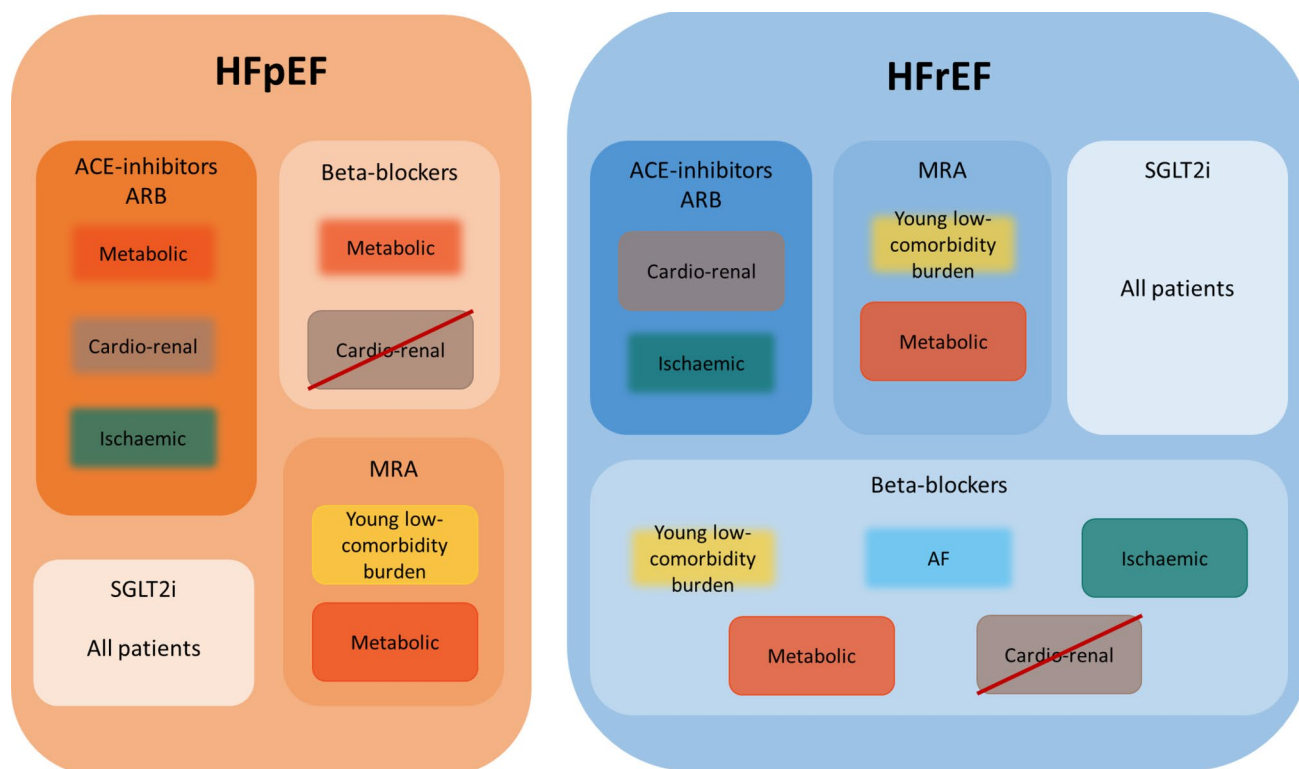 HFpEF
ACE-inhibitors
ARB
Metabolic
Cardio-renal
Ischaemic
Beta-blockers
Metabolic
Cardio-renal
SGLT2i
All patients
MRA
Young low-
comorbidity
burden
Metabolic
HFrEF
ACE-inhibitors
ARB
Cardio-renal
Ischaemic
MRA
Young low-
comorbidity
burden
Metabolic
SGLT2i
All patients
Beta-blockers
Young low-
comorbidity
burden
AF
Ischaemic
Metabolic
Cardio-renal